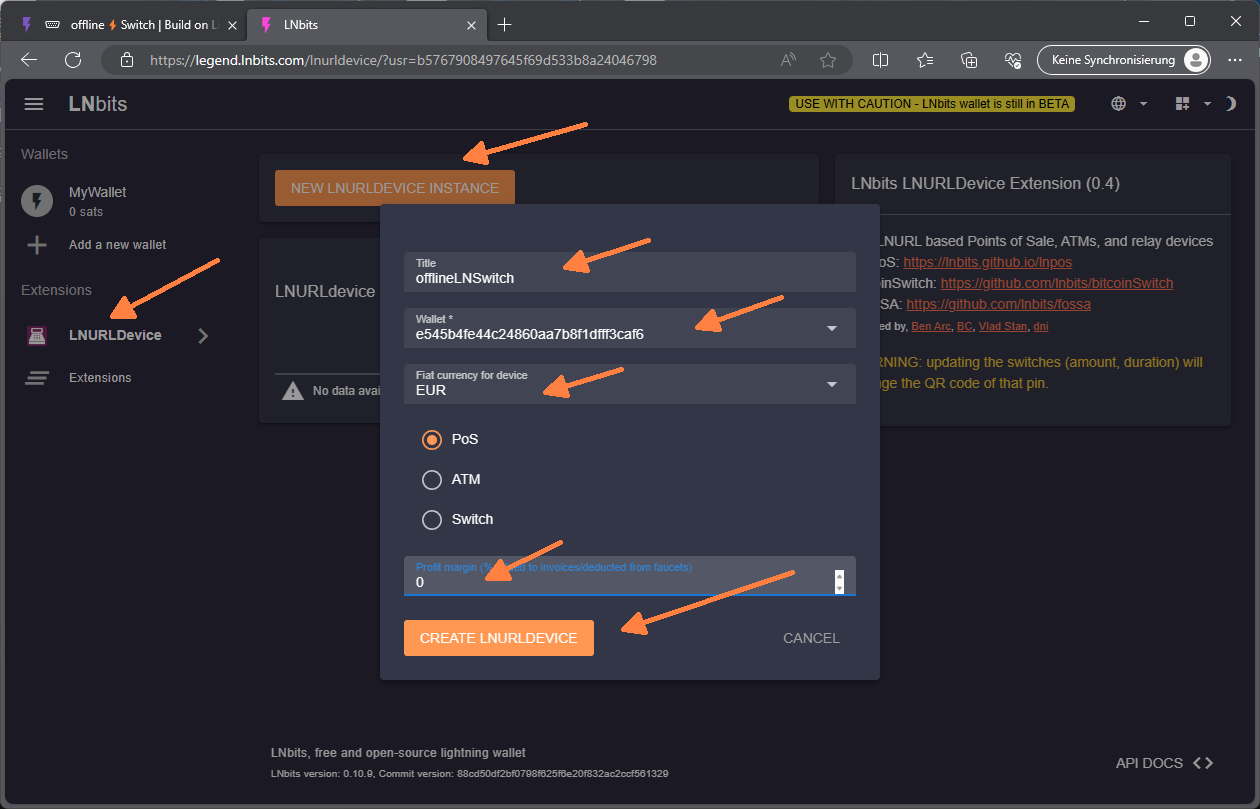 offline⚡Switch | Build on L
LNbits
https://legend.lnbits.com/lnurldevice/?usr=b5767908497645f69d533b8a24046798
Keine Synchronisierung
LNbits
USE WITH CAUTION - LNbits wallet is still in BETA
Wallets
MyWallet
0 sats
Add a new wallet
Extensions
LNURLDevice
Extensions
NEW LNURLDEVICE INSTANCE
LNURLdevice
No data avai
Title
offlineLNSwitch
Wallet *
e545b4fe44c24860aa7b8f1dfff3caf6
Fiat currency for device
EUR
PoS
ATM
Switch
Profit margin (% to invoices/deducted from faucets)
0
CREATE LNURLDEVICE
CANCEL
LNbits LNURLDevice Extension (0.4)
LNURL based Points of Sale, ATMs, and relay devices
oS: https://lnbits.github.io/lnpos
inSwitch: https://github.com/lnbits/bitcoinSwitch
SA: https://github.com/lnbits/fossa
ed by, Ben Arc, BC, Vlad Stan, dni
RNING: updating the switches (amount, duration) will
ge the QR code of that pin.
LNbits, free and open-source lightning wallet
LNbits version: 0.10.9, Commit version: 88cd50df2bf0798f625f6e20f832ac2ccf561329
API DOCS